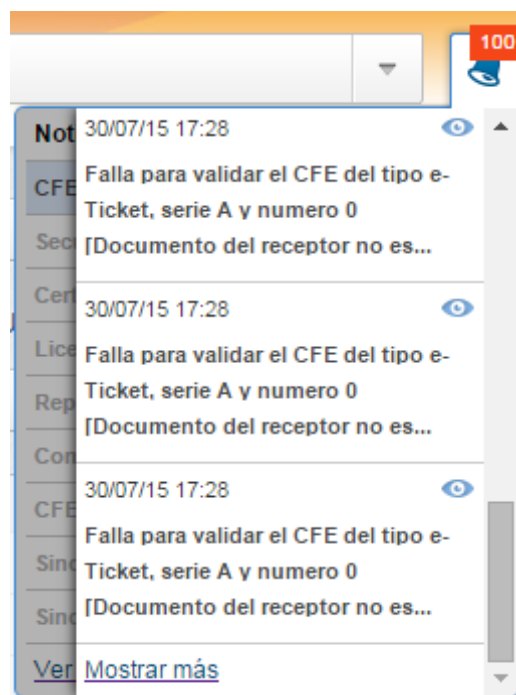 100
Not
30/07/15 17:28
CFE
Falla para validar el CFE del tipo e-
Ticket, serie A y numero 0
[Documento del receptor no es...
Secu
Cert
30/07/15 17:28
Lice
Falla para validar el CFE del tipo e-
Ticket, serie A y numero 0
[Documento del receptor no es...
Rep
Con
30/07/15 17:28
CFE
Falla para validar el CFE del tipo e-
Ticket, serie A y numero 0
[Documento del receptor no es...
Sinc
Sinc
Ver
Mostrar más